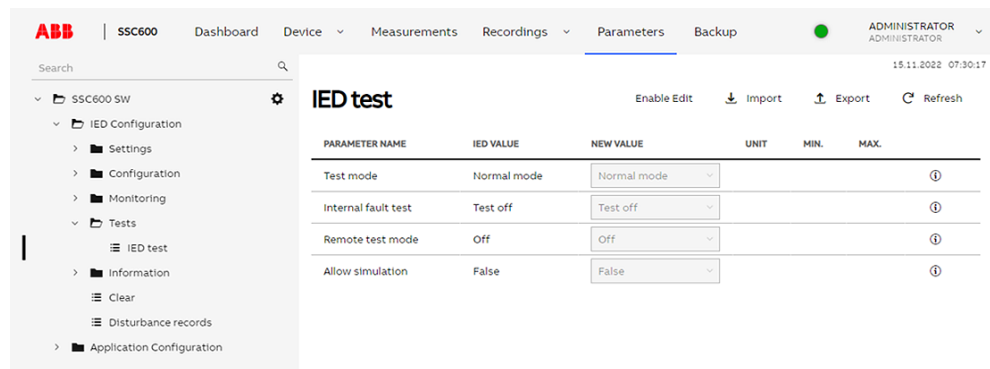 ABB | SSC600 Dashboard Device Measurements Recordings Parameters Backup ADMINISTRATOR
ADMINISTRATOR
15.11.2022 07:30:17
Search
SSC600 SW
IED Configuration
Settings
Configuration
Monitoring
Tests
IED test
Information
Clear
Disturbance records
Application Configuration
IED test
Enable Edit Import Export Refresh
PARAMETER NAME IED VALUE NEW VALUE UNIT MIN. MAX.
Test mode Normal mode Normal mode
Internal fault test Test off Test off
Remote test mode Off Off
Allow simulation False False